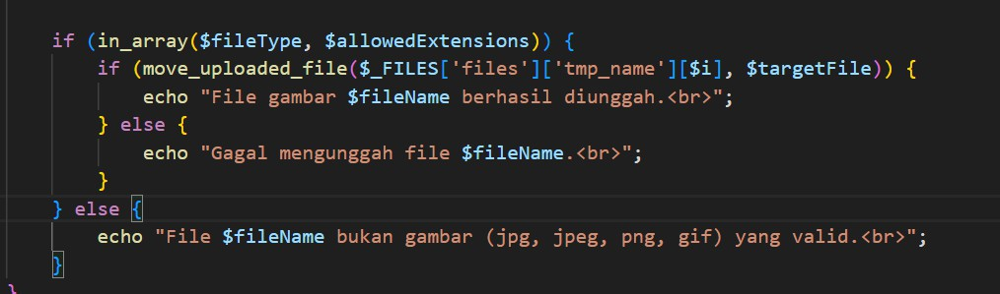 if (in_array($fileType, $allowedExtensions)) {
    if (move_uploaded_file($_FILES['files']['tmp_name'][$i], $targetFile)) {
        echo "File gambar $fileName berhasil diunggah.<br>";
    } else {
        echo "Gagal mengunggah file $fileName.<br>";
    }
} else {
    echo "File $fileName bukan gambar (jpg, jpeg, png, gif) yang valid.<br>";
}
}